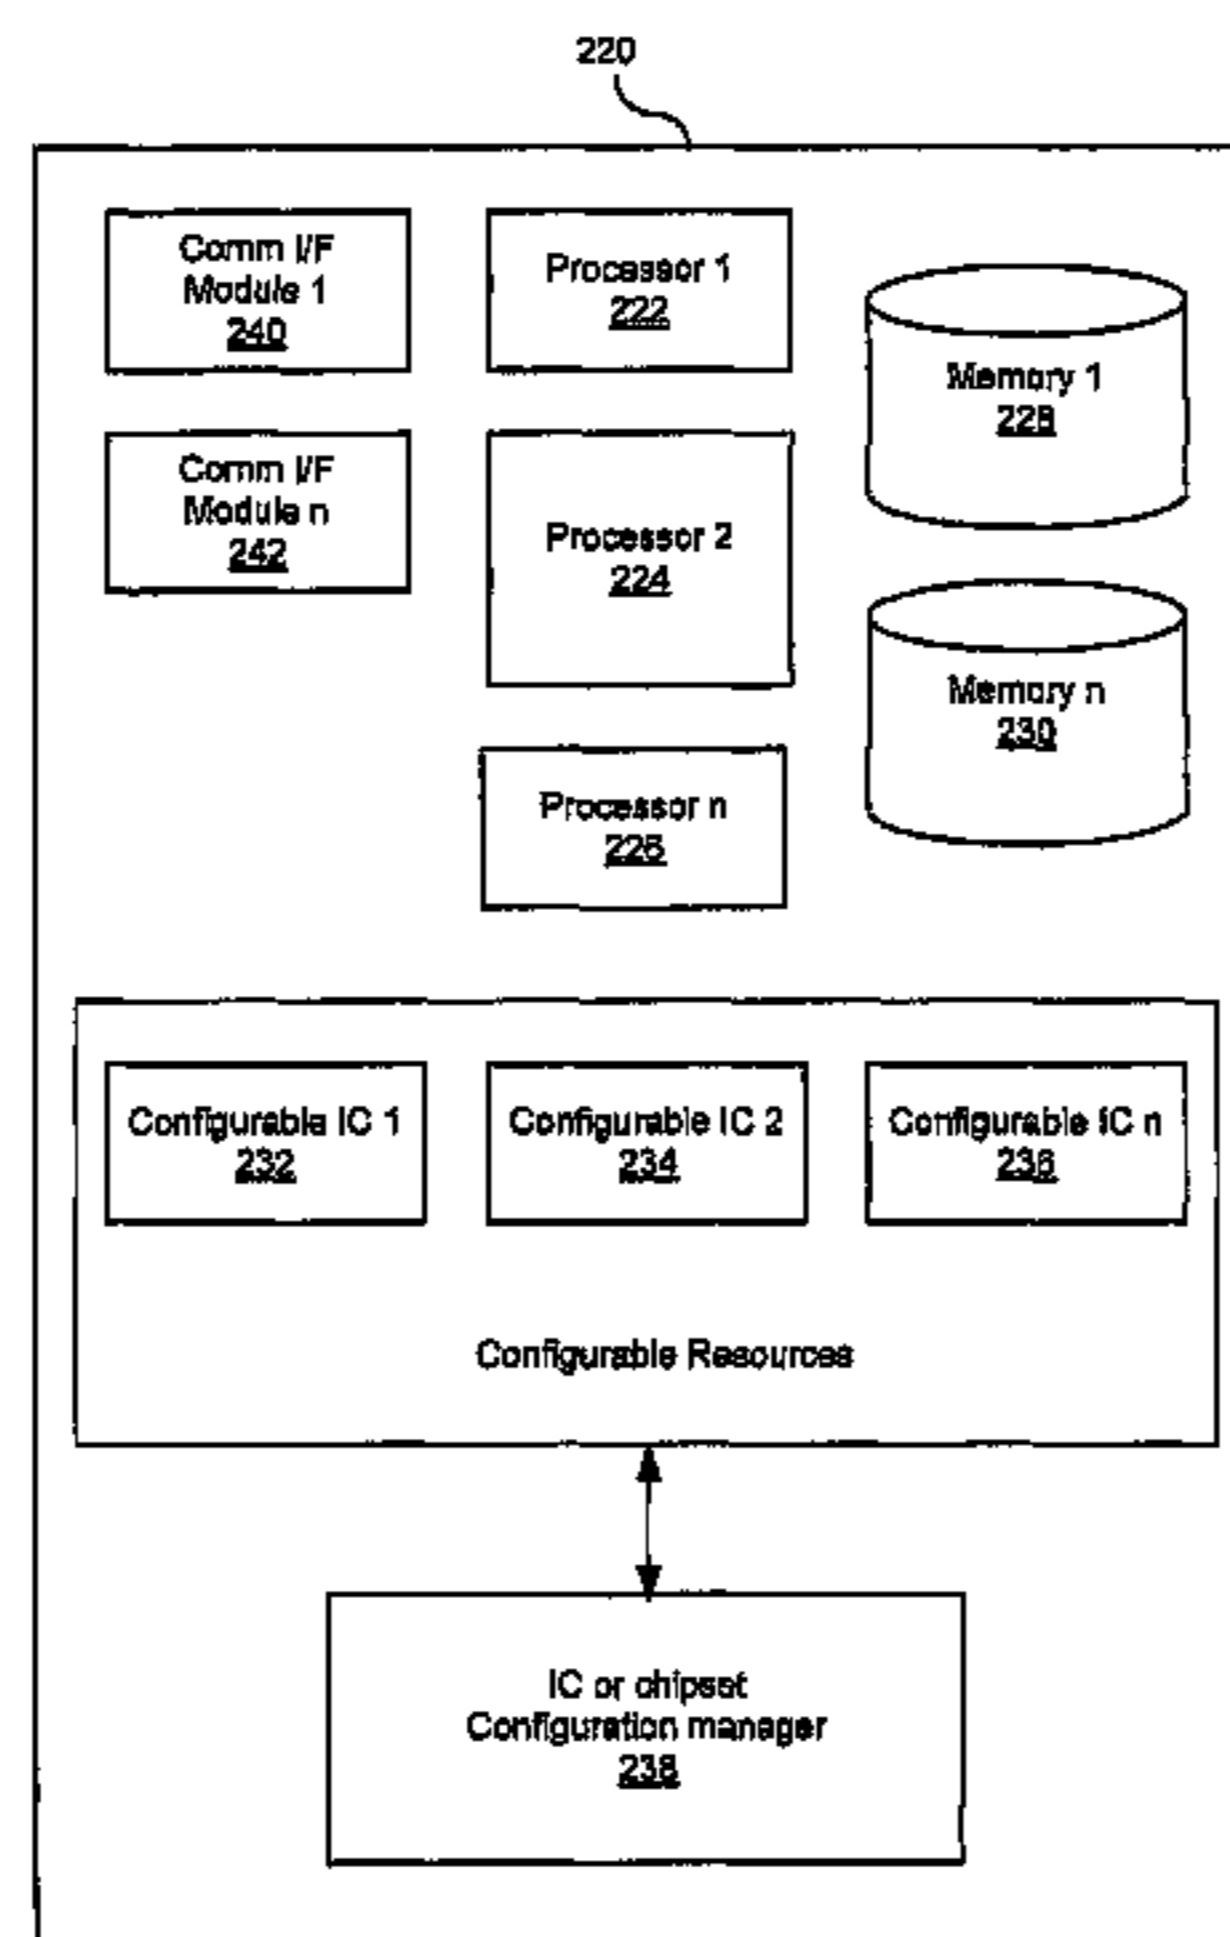 220
Comm I/F
Module 1
240
Processor 1
222
Memory 1
228
Comm I/F
Module n
242
Processor 2
224
Memory n
230
Processor n
226
Configurable IC 1
232
Configurable IC 2
234
Configurable IC n
236
Configurable Resources
IC or chipset
Configuration manager
238